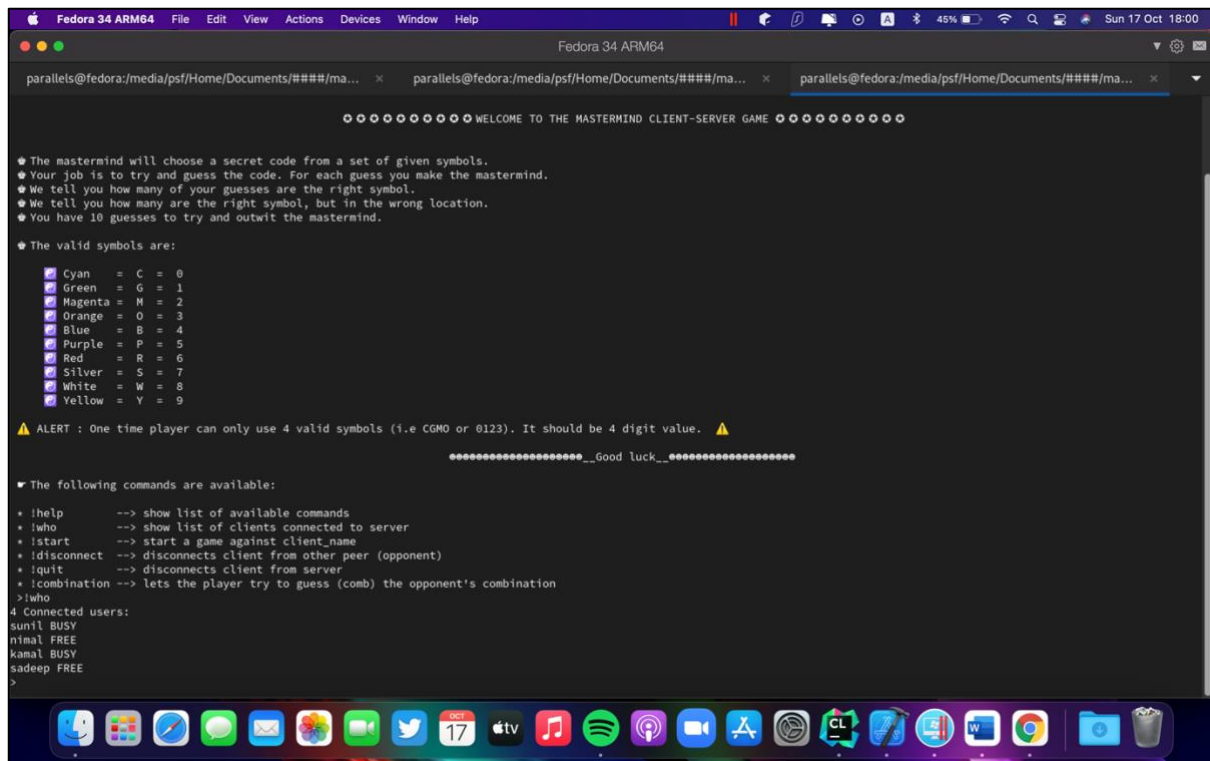 Fedora 34 ARM64 File Edit View Actions Devices Window Help 45% Sun 17 Oct 18:00
Fedora 34 ARM64
parallels@fedora:/media/psf/Home/Documents/####/ma... × parallels@fedora:/media/psf/Home/Documents/####/ma... × parallels@fedora:/media/psf/Home/Documents/####/ma... ×
WELCOME TO THE MASTERMIND CLIENT-SERVER GAME
The mastermind will choose a secret code from a set of given symbols.
Your job is to try and guess the code. For each guess you make the mastermind.
We tell you how many of your guesses are the right symbol.
We tell you how many are the right symbol, but in the wrong location.
You have 10 guesses to try and outwit the mastermind.
The valid symbols are:
Cyan = C = 0
Green = G = 1
Magenta = M = 2
Orange = O = 3
Blue = B = 4
Purple = P = 5
Red = R = 6
Silver = S = 7
White = W = 8
Yellow = Y = 9
ALERT : One time player can only use 4 valid symbols (i.e CGMO or 0123). It should be 4 digit value.
__Good luck__
The following commands are available:
* !help --> show list of available commands
* !who --> show list of clients connected to server
* !start --> start a game against client_name
* !disconnect --> disconnects client from other peer (opponent)
* !quit --> disconnects client from server
* !combination --> lets the player try to guess (comb) the opponent's combination
>!who
4 Connected users:
sunil BUSY
nimal FREE
kamal BUSY
sadeep FREE
>
OCT
17
tv
CL
W